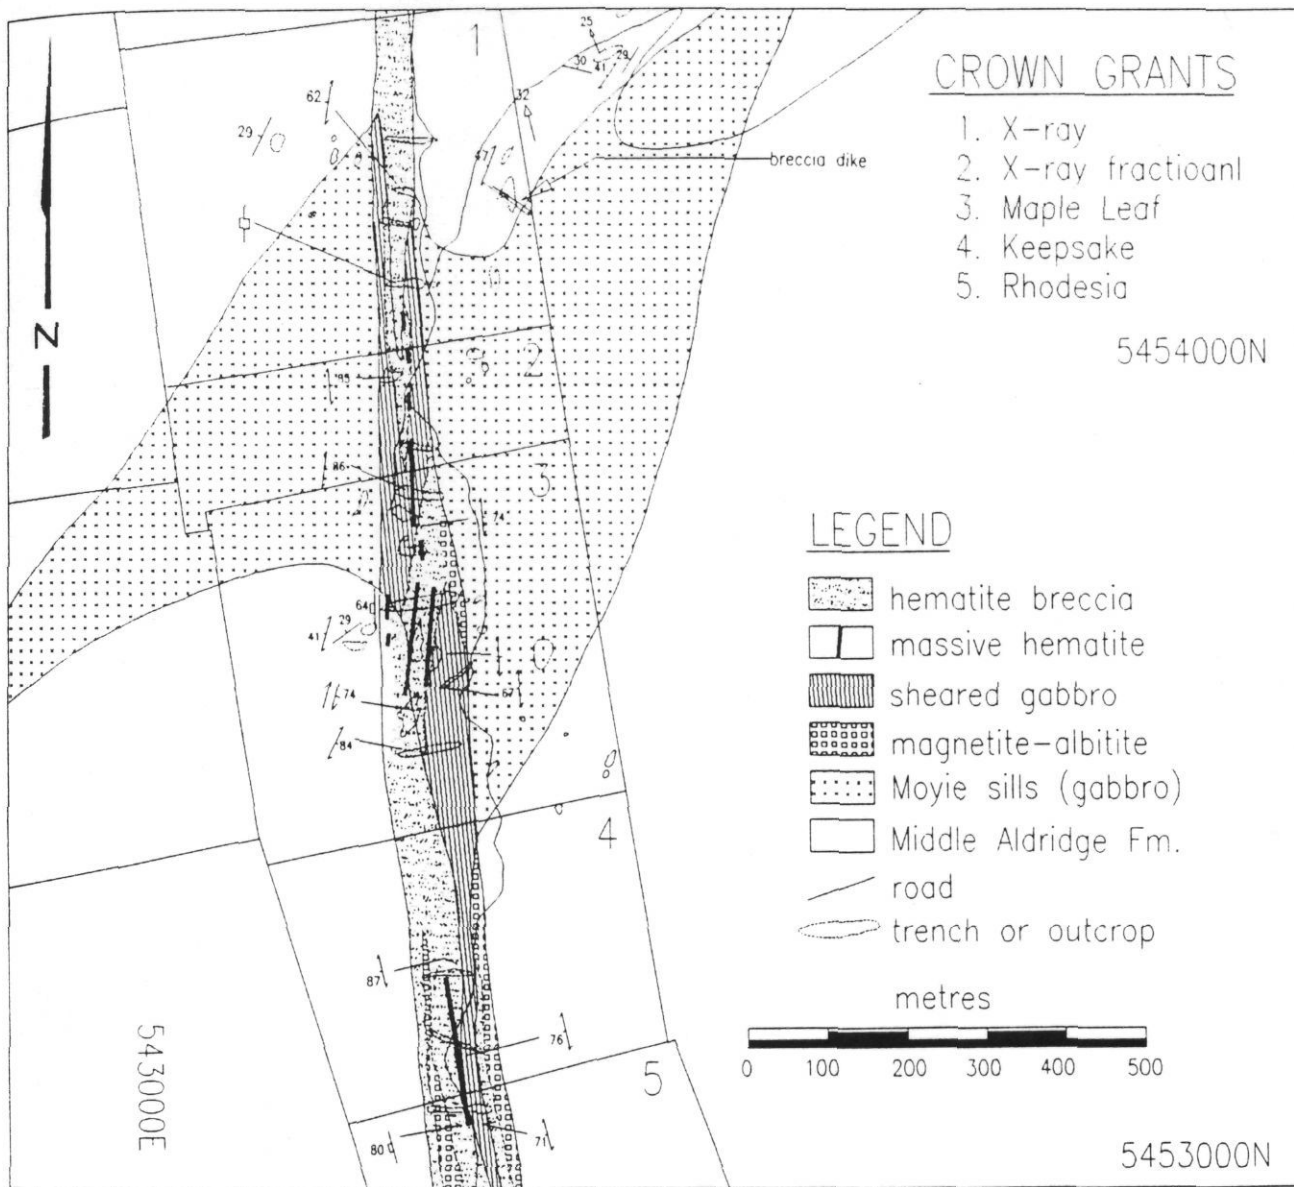 CROWN GRANTS
1. X-ray
2. X-ray fractioanl
3. Maple Leaf
4. Keepsake
5. Rhodesia
5454000N
1
25
30
41
29
62
32
29
47
breccia dike
2
86
3
74
64
29
41
74
67
84
4
87
76
5
80
71
N
543000E
LEGEND
hematite breccia
massive hematite
sheared gabbro
magnetite-albitite
Moyie sills (gabbro)
Middle Aldridge Fm.
road
trench or outcrop
metres
0 100 200 300 400 500
5453000N